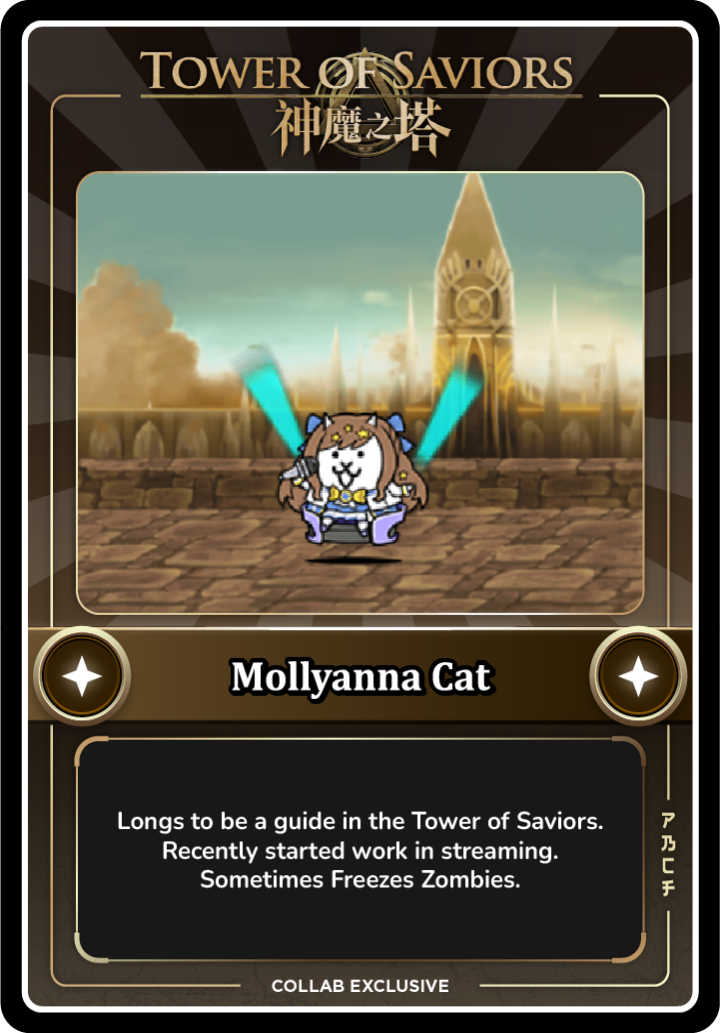 TOWER OF SAVIORS
神魔之塔
Mollyanna Cat
Longs to be a guide in the Tower of Saviors.
Recently started work in streaming.
Sometimes Freezes Zombies.
COLLAB EXCLUSIVE